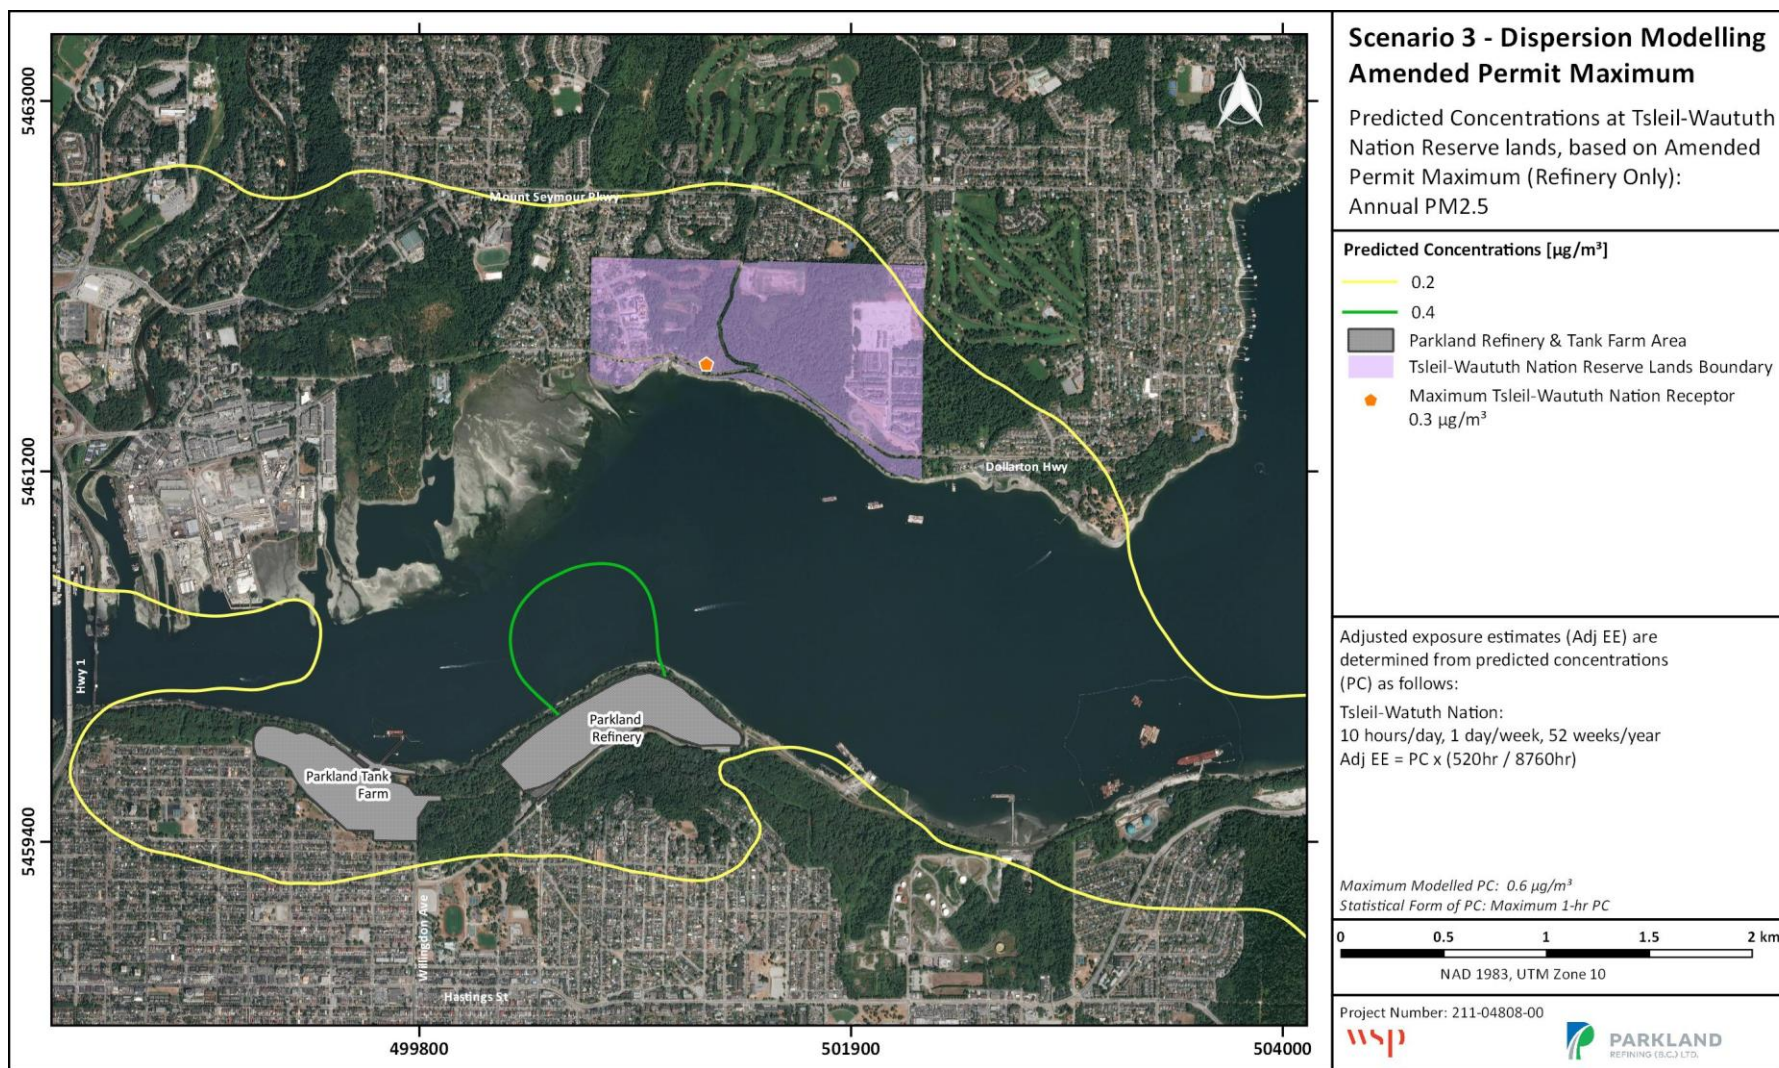 Scenario 3 - Dispersion Modelling
Amended Permit Maximum
Predicted Concentrations at Tsleil-Waututh
Nation Reserve lands, based on Amended
Permit Maximum (Refinery Only):
Annual PM2.5
Predicted Concentrations [µg/m³]
0.2
0.4
Parkland Refinery & Tank Farm Area
Tsleil-Waututh Nation Reserve Lands Boundary
Maximum Tsleil-Waututh Nation Receptor
0.3 µg/m³
Adjusted exposure estimates (Adj EE) are
determined from predicted concentrations
(PC) as follows:
Tsleil-Watuth Nation:
10 hours/day, 1 day/week, 52 weeks/year
Adj EE = PC x (520hr / 8760hr)
Maximum Modelled PC: 0.6 µg/m³
Statistical Form of PC: Maximum 1-hr PC
0 0.5 1 1.5 2 km
NAD 1983, UTM Zone 10
Project Number: 211-04808-00
wsp
PARKLAND
REFINING (B.C.) LTD.
N
Mount Seymour Pkwy
Dollarton Hwy
Hwy 1
Parkland
Refinery
Parkland Tank
Farm
Willingdon Ave
Hastings St
5463000
5461200
5459400
499800
501900
504000